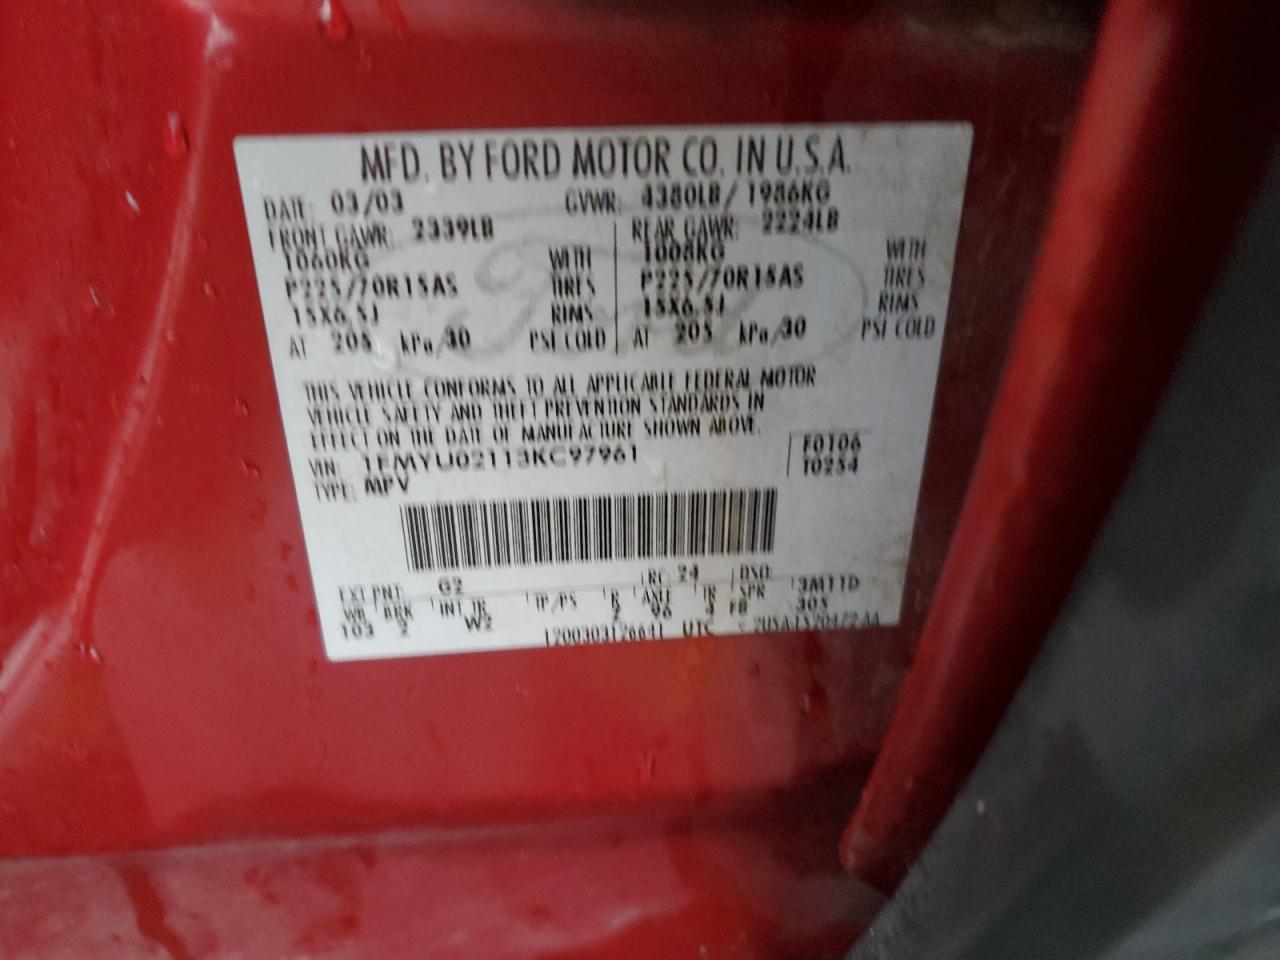 MFD. BY FORD MOTOR CO. IN U.S.A.
DATE: 03/03 GVWR: 4380LB / 1986KG
FRONT GAWR: 2339LB REAR GAWR: 2224LB
1060KG WITH 1008KG WITH
P225/70R15AS TIRES P225/70R15AS TIRES
15X6.5J RIMS 15X6.5J RIMS
AT 205 kPa/30 PSI COLD AT 205 kPa/30 PSI COLD
THIS VEHICLE CONFORMS TO ALL APPLICABLE FEDERAL MOTOR
VEHICLE SAFETY AND THEFT PREVENTION STANDARDS IN
EFFECT ON THE DATE OF MANUFACTURE SHOWN ABOVE.
VIN: 1FMYU02113KC97961 F0106
TYPE: MPV T0254
EXT PNT: G2 RC: 24 DSO:
WB BRK INT TR TP/PS R AXLE TR SPR 3M11D
103 2 W2 2 96 4 FB 305
1200303126641 UTC